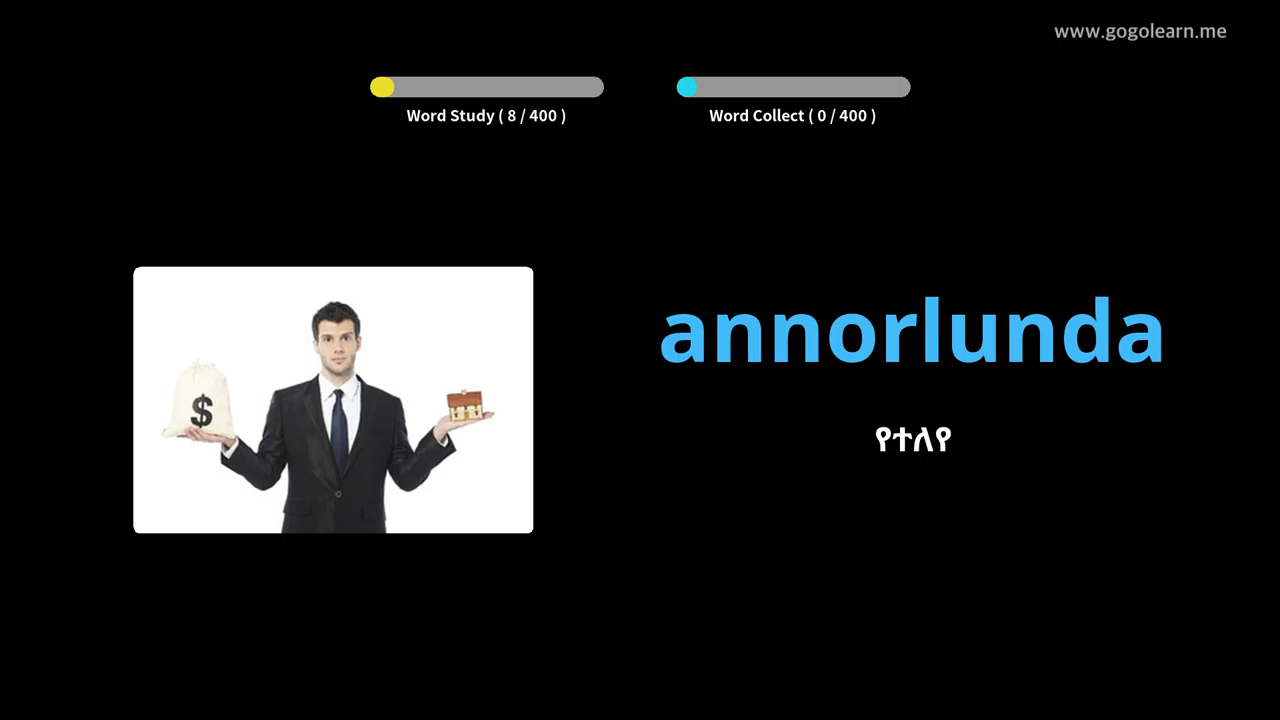 www.gogolearn.me
Word Study ( 8 / 400 )
Word Collect ( 0 / 400 )
$
annorlunda
የተለየ